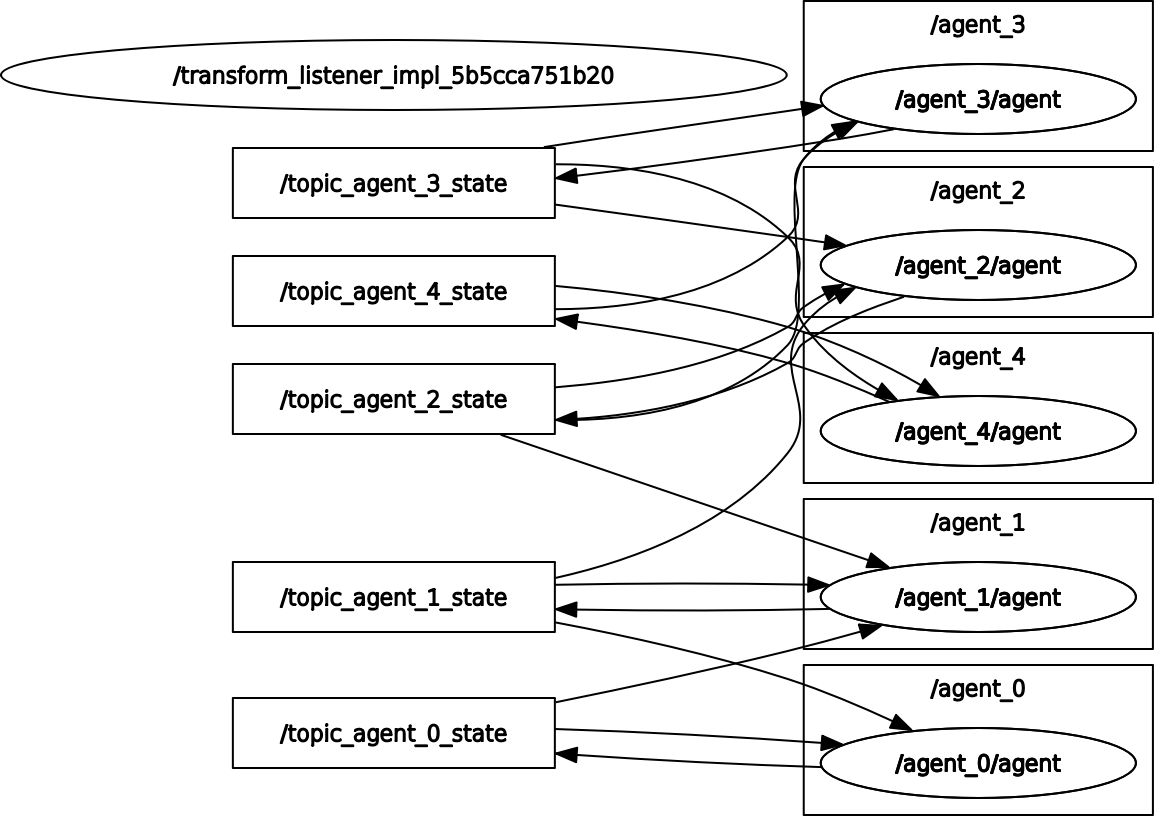 /agent_3
/transform_listener_impl_5b5cca751b20
/agent_3/agent
/topic_agent_3_state
/agent_2
/agent_2/agent
/topic_agent_4_state
/agent_4
/topic_agent_2_state
/agent_4/agent
/agent_1
/topic_agent_1_state
/agent_1/agent
/agent_0
/topic_agent_0_state
/agent_0/agent